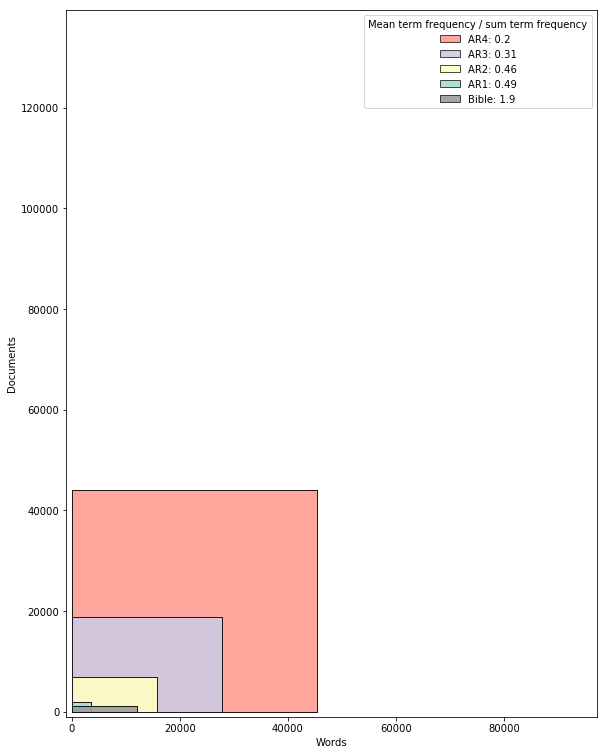 Mean term frequency / sum term frequency
AR4: 0.2
AR3: 0.31
AR2: 0.46
AR1: 0.49
Bible: 1.9
120000
100000
80000
60000
40000
20000
0
Documents
0 20000 40000 60000 80000
Words